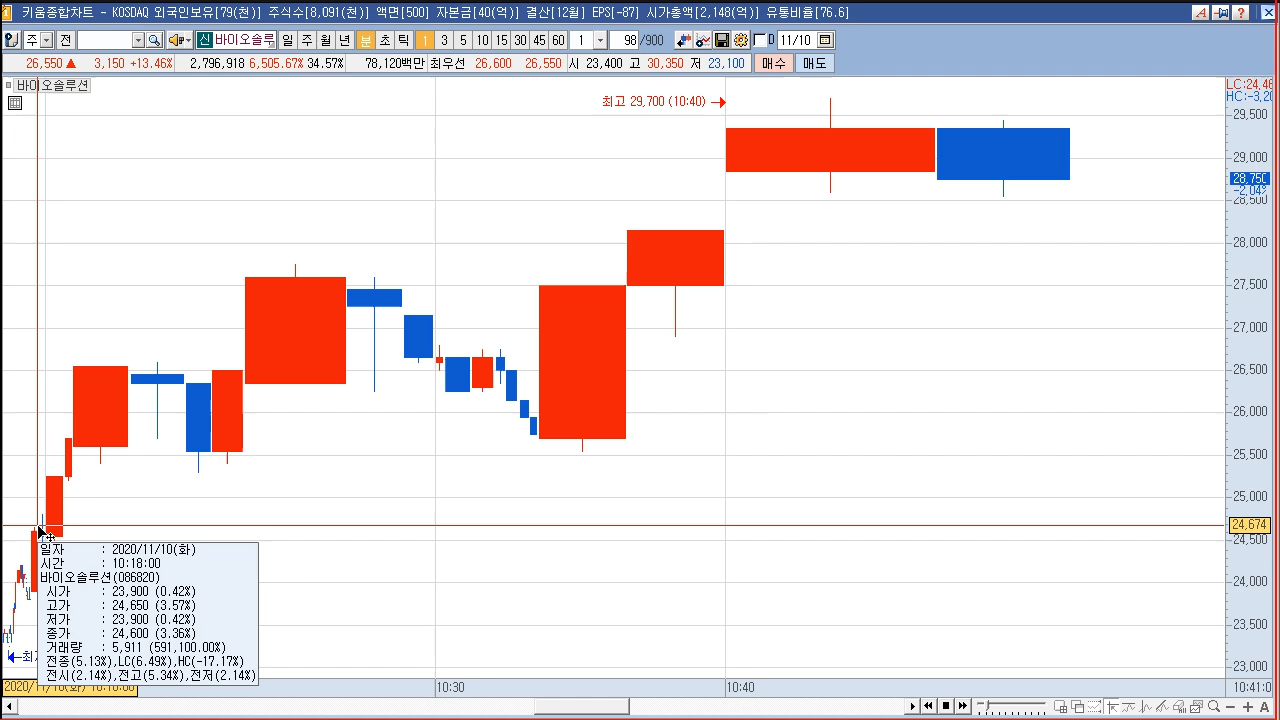 키움종합차트 - KOSDAQ 외국인보유[79(천)] 주식수[8,091(천)] 액면[500] 자본금[40(억)] 결산[12월] EPS[-87] 시가총액[2,148(억)] 유통비율[76.6]
주 전 신 바이오솔루 일 주 월 년 분 초 틱 1 3 5 10 15 30 45 60 1 98 /900 D 11/10
26,550 ▲ 3,150 +13.46% 2,796,918 6,505.67% 34.57% 78,120백만 최우선 26,600 26,550 시 23,400 고 30,350 저 23,100 매수 매도
바이오솔루션
LC:24,46
HC:-3,20
최고 29,700 (10:40) →
29,500
29,000
28,750
-2,04%
28,500
28,000
27,500
27,000
26,500
26,000
25,500
25,000
24,674
24,500
24,000
23,500
23,000
일자 : 2020/11/10(화)
시간 : 10:18:00
바이오솔루션(086820)
시가 : 23,900 (0.42%)
고가 : 24,650 (3.57%)
저가 : 23,900 (0.42%)
종가 : 24,600 (3.36%)
거래량 : 5,911 (591,100.00%)
전종(5.13%),LC(6.49%),HC(-17.17%)
전시(2.14%),전고(5.34%),전저(2.14%)
2020/11/10(화) 10:18:00 10:30 10:40 10:41:0
A